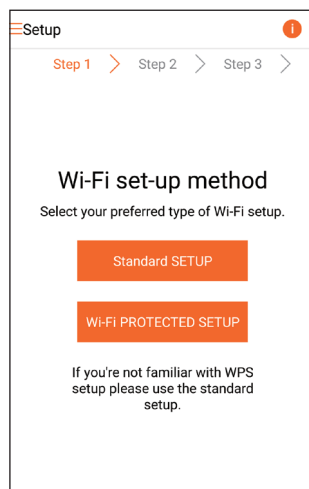 Setup
i
Step 1 Step 2 Step 3
Wi-Fi set-up method
Select your preferred type of Wi-Fi setup.
Standard SETUP
Wi-Fi PROTECTED SETUP
If you're not familiar with WPS
setup please use the standard
setup.